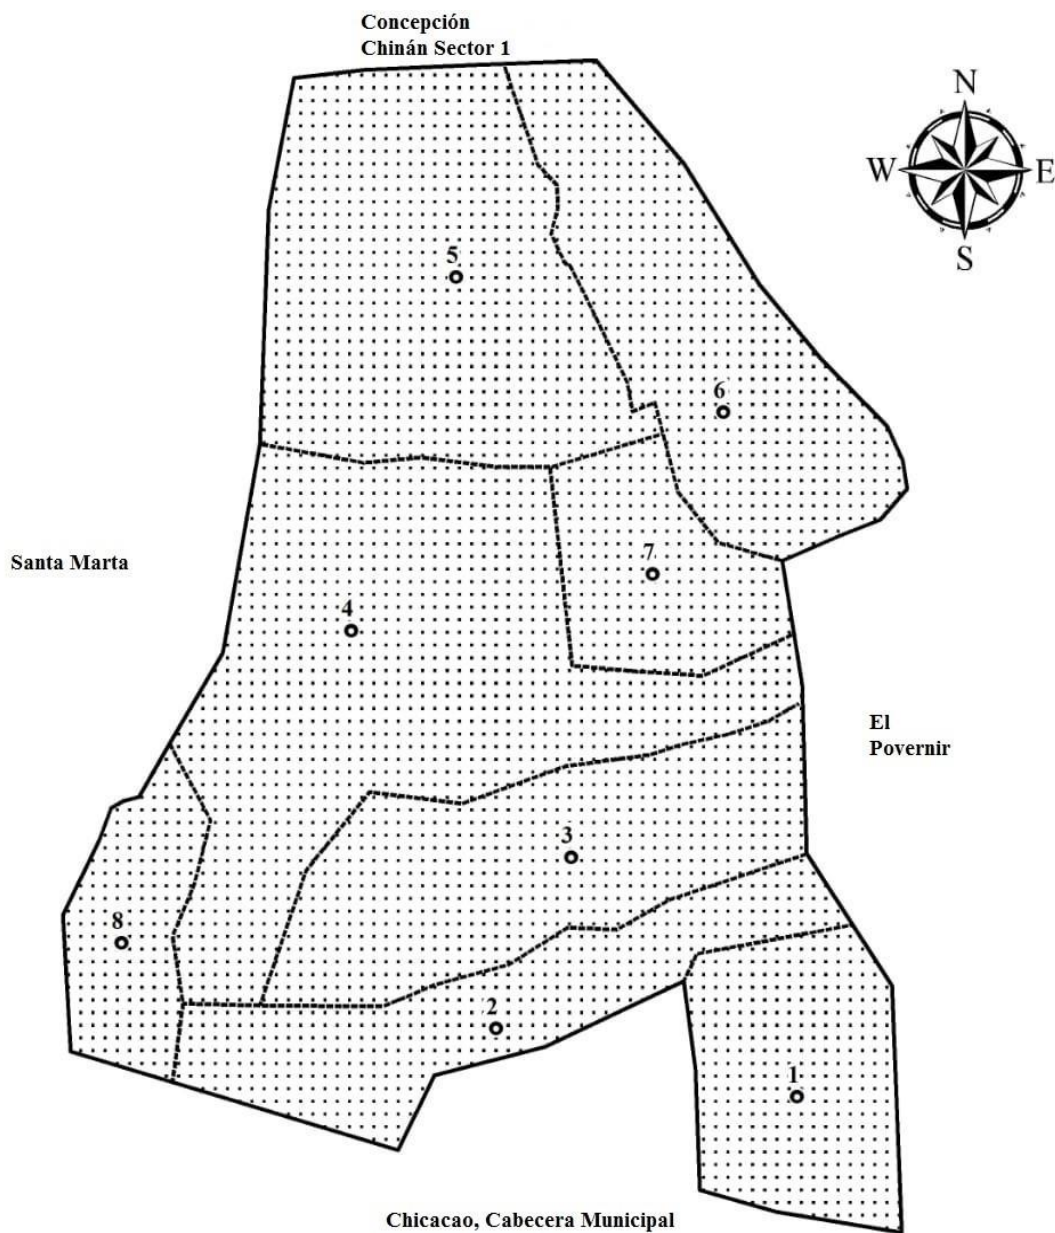 Concepción
Chinán Sector 1
N
W
E
S
5
6
Santa Marta
7
4
El
Povernir
3
8
2
1
Chicacao, Cabecera Municipal